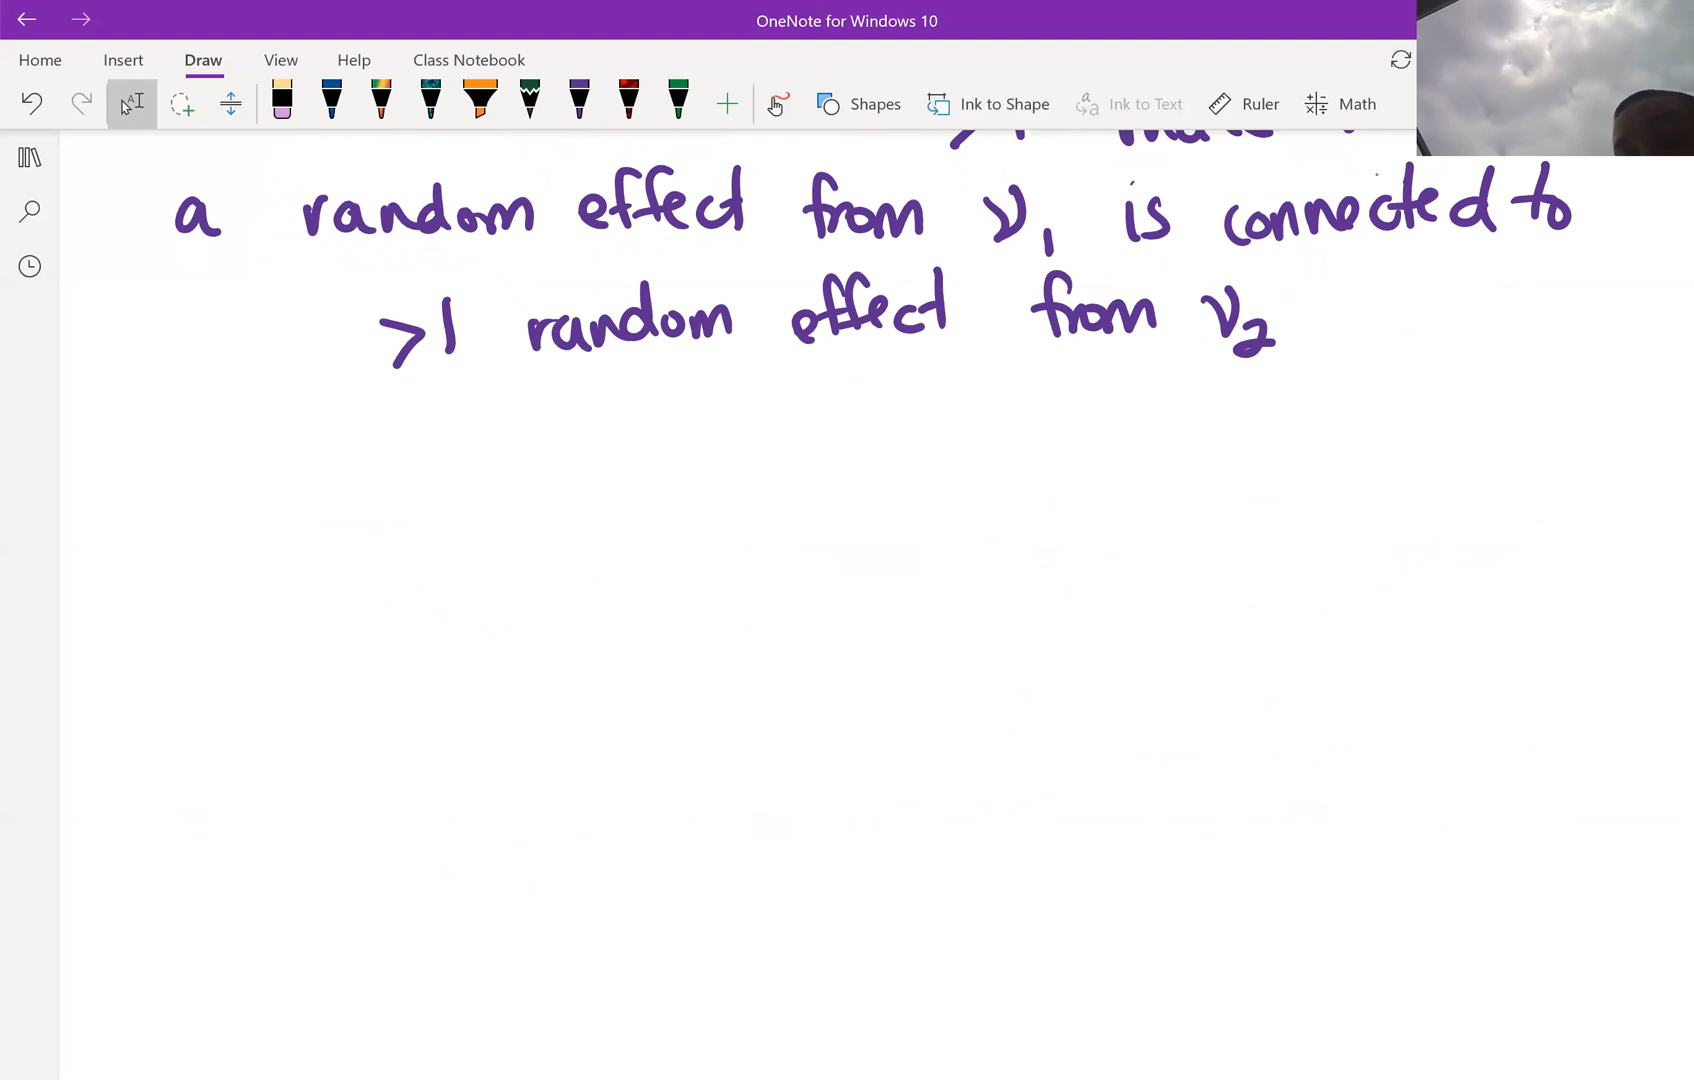 OneNote for Windows 10
Home Insert Draw View Help Class Notebook
Shapes Ink to Shape Ink to Text Ruler Math
a random effect from ν₁ is connected to
>1 random effect from ν₂